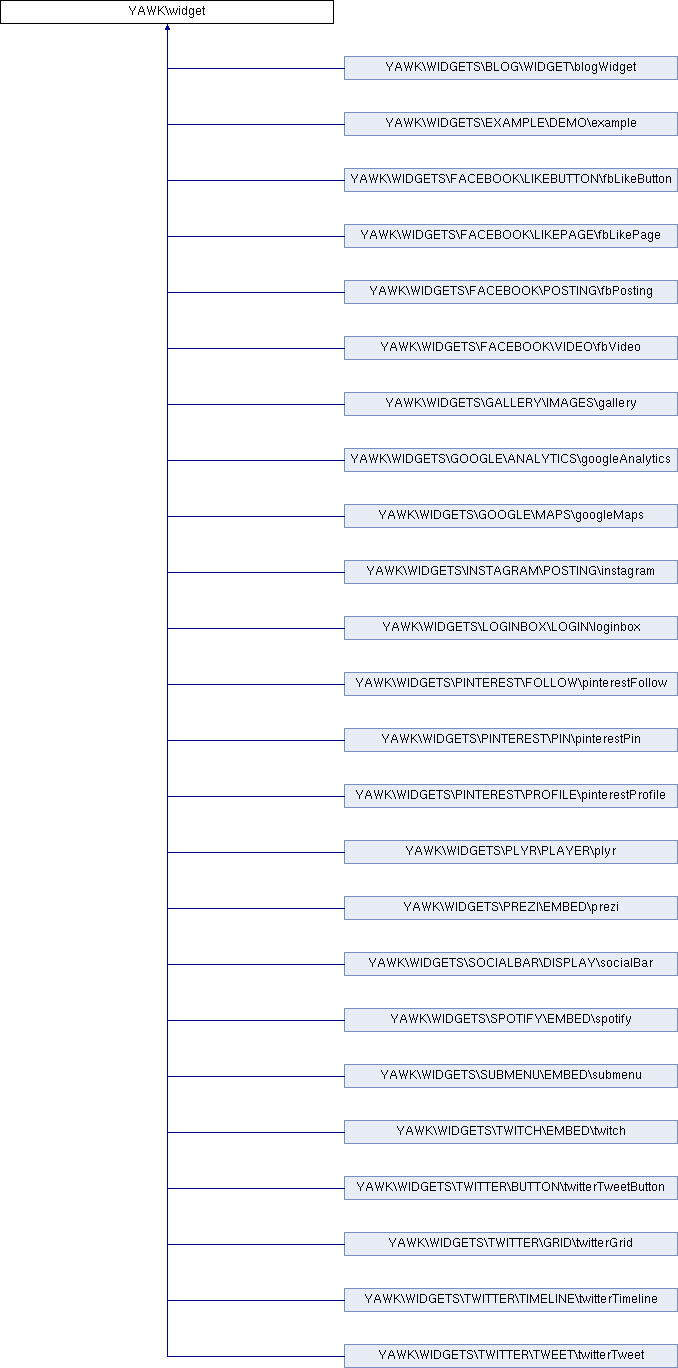 YAWK\widget
YAWK\WIDGETS\BLOG\WIDGET\blogWidget
YAWK\WIDGETS\EXAMPLE\DEMO\example
YAWK\WIDGETS\FACEBOOK\LIKEBUTTON\fbLikeButton
YAWK\WIDGETS\FACEBOOK\LIKEPAGE\fbLikePage
YAWK\WIDGETS\FACEBOOK\POSTING\fbPosting
YAWK\WIDGETS\FACEBOOK\VIDEO\fbVideo
YAWK\WIDGETS\GALLERY\IMAGES\gallery
YAWK\WIDGETS\GOOGLE\ANALYTICS\googleAnalytics
YAWK\WIDGETS\GOOGLE\MAPS\googleMaps
YAWK\WIDGETS\INSTAGRAM\POSTING\instagram
YAWK\WIDGETS\LOGINBOX\LOGIN\loginbox
YAWK\WIDGETS\PINTEREST\FOLLOW\pinterestFollow
YAWK\WIDGETS\PINTEREST\PIN\pinterestPin
YAWK\WIDGETS\PINTEREST\PROFILE\pinterestProfile
YAWK\WIDGETS\PLYR\PLAYER\plyr
YAWK\WIDGETS\PREZI\EMBED\prezi
YAWK\WIDGETS\SOCIALBAR\DISPLAY\socialBar
YAWK\WIDGETS\SPOTIFY\EMBED\spotify
YAWK\WIDGETS\SUBMENU\EMBED\submenu
YAWK\WIDGETS\TWITCH\EMBED\twitch
YAWK\WIDGETS\TWITTER\BUTTON\twitterTweetButton
YAWK\WIDGETS\TWITTER\GRID\twitterGrid
YAWK\WIDGETS\TWITTER\TIMELINE\twitterTimeline
YAWK\WIDGETS\TWITTER\TWEET\twitterTweet